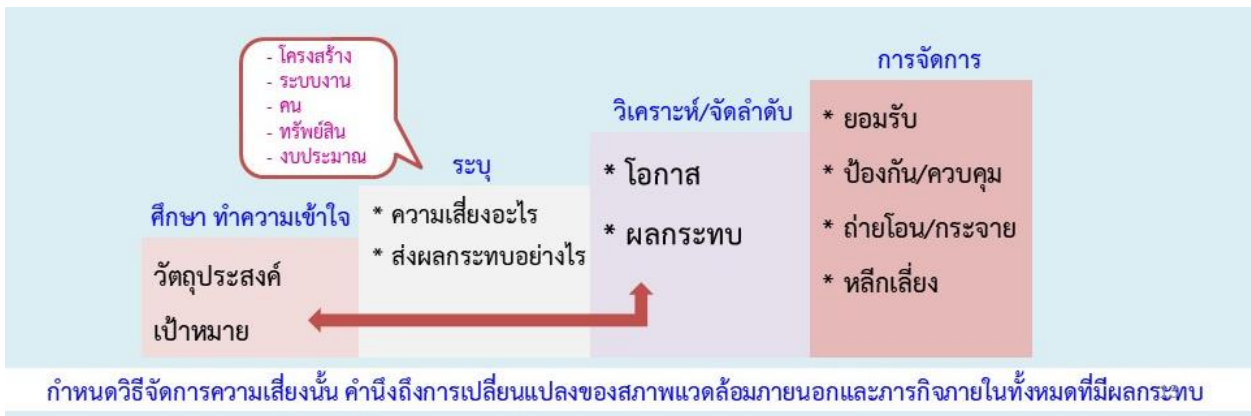 - โครงสร้าง
- ระบบงาน
- คน
- ทรัพย์สิน
- งบประมาณ
ศึกษา ทำความเข้าใจ
วัตถุประสงค์
เป้าหมาย
ระบุ
* ความเสี่ยงอะไร
* ส่งผลกระทบอย่างไร
วิเคราะห์/จัดลำดับ
* โอกาส
* ผลกระทบ
การจัดการ
* ยอมรับ
* ป้องกัน/ควบคุม
* ถ่ายโอน/กระจาย
* หลีกเลี่ยง
กำหนดวิธีจัดการความเสี่ยงนั้น คำนึงถึงการเปลี่ยนแปลงของสภาพแวดล้อมภายนอกและภารกิจภายในทั้งหมดที่มีผลกระทบ